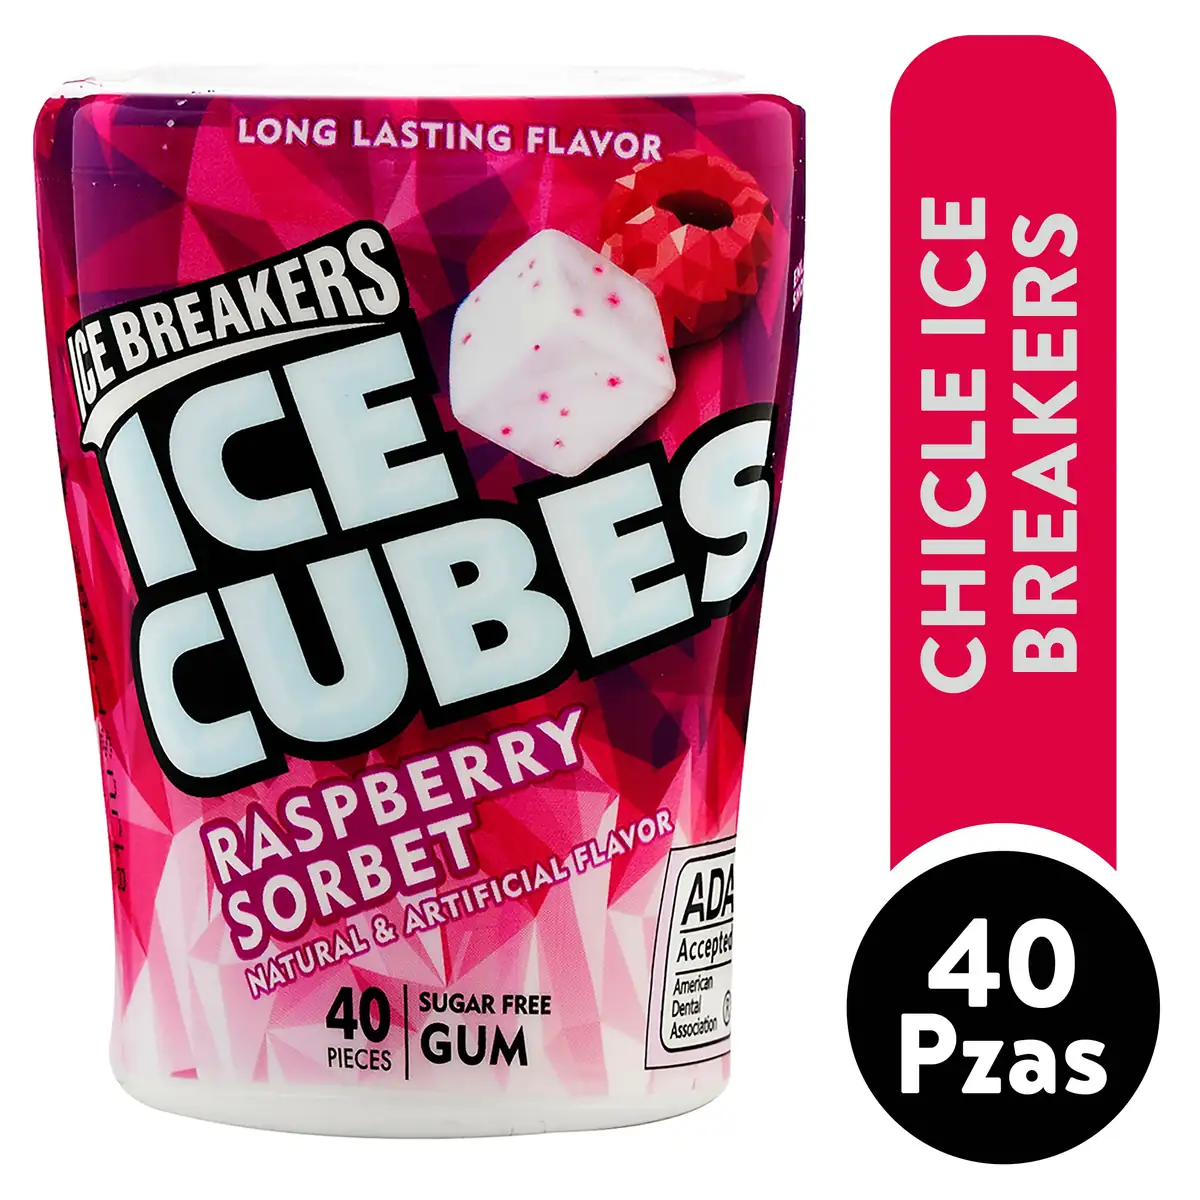 LONG LASTING FLAVOR
ICE BREAKERS
ICE
CUBES
RASPBERRY
SORBET
NATURAL & ARTIFICIAL FLAVOR
40
PIECES
SUGAR FREE
GUM
ADA
Accepted
American
Dental
Association ®
CHICLE ICE
BREAKERS
40
Pzas